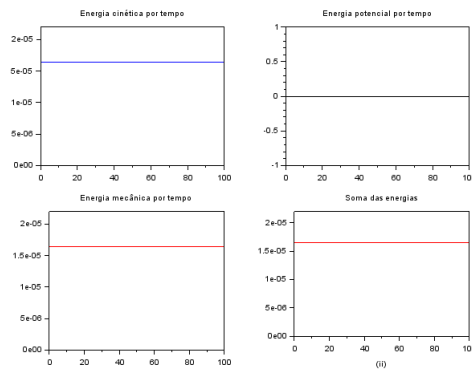 Energia cinética por tempo
2e-05
5e-05
1e-05
5e-06
0e00
0 20 40 60 80 100
Energia potencial por tempo
1
0.5
0
-0.5
-1
0 20 40 60 80 100
Energia mecânica por tempo
2e-05
1.5e-05
1e-05
5e-06
0e00
0 20 40 60 80 100
Soma das energias
2e-05
1.5e-05
1e-05
5e-06
0e00
0 20 40 60 80 100
(ii)